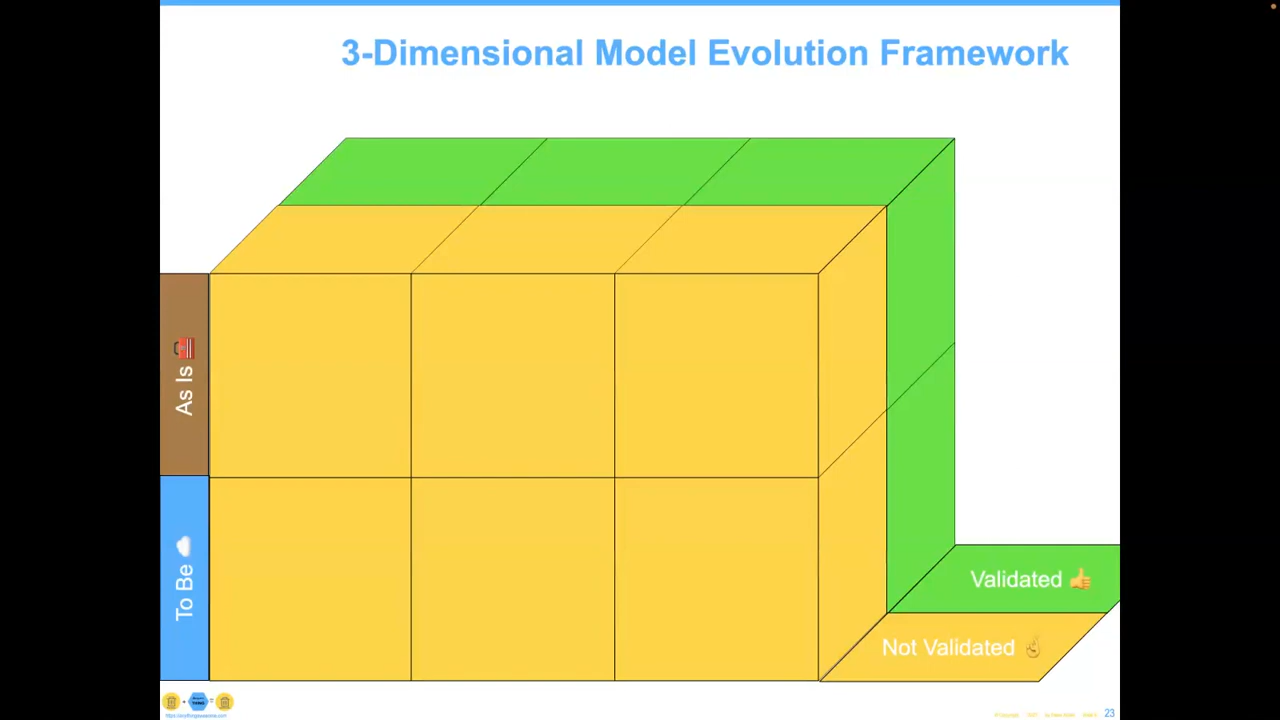 3-Dimensional Model Evolution Framework
As Is
To Be
Validated
Not Validated
23